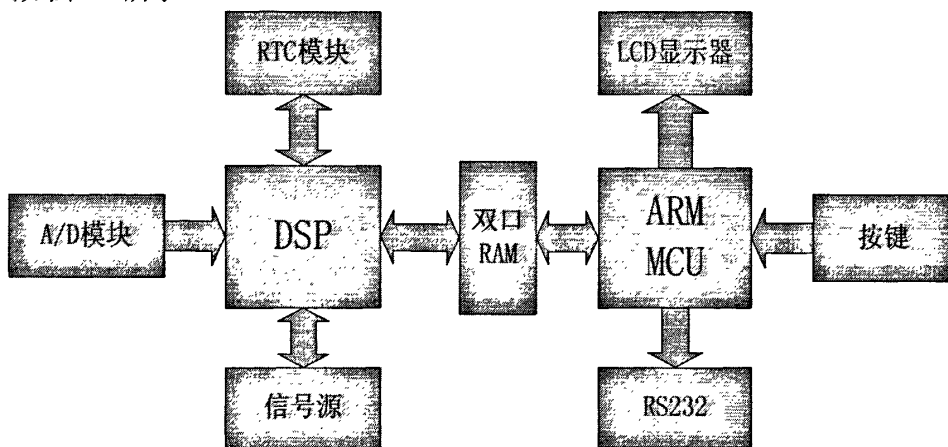 RTC模块
LCD显示器
A/D模块
DSP
双口
RAM
ARM
MCU
按键
信号源
RS232